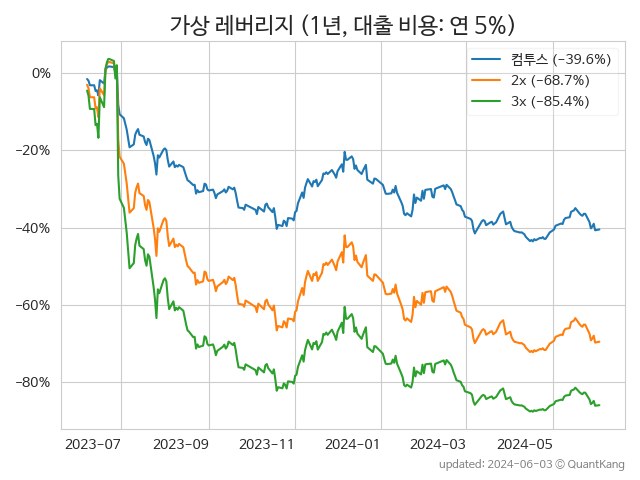 가상 레버리지 (1년, 대출 비용: 연 5%)
컴투스 (−39.6%)
2x (−68.7%)
3x (−85.4%)
0%
−20%
−40%
−60%
−80%
2023-07 2023-09 2023-11 2024-01 2024-03 2024-05
updated: 2024-06-03 © QuantKang